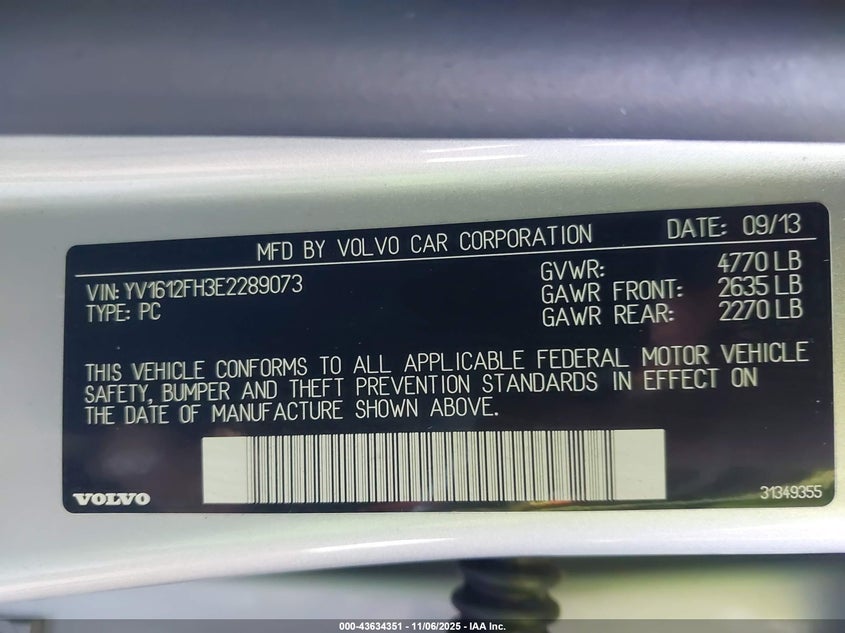 MFD BY VOLVO CAR CORPORATION DATE: 09/13
VIN: YV1612FH3E2289073
TYPE: PC
GVWR: 4770 LB
GAWR FRONT: 2635 LB
GAWR REAR: 2270 LB
THIS VEHICLE CONFORMS TO ALL APPLICABLE FEDERAL MOTOR VEHICLE
SAFETY, BUMPER AND THEFT PREVENTION STANDARDS IN EFFECT ON
THE DATE OF MANUFACTURE SHOWN ABOVE.
VOLVO
31349355
000-43634351 | 11/06/2025 - IAA Inc.